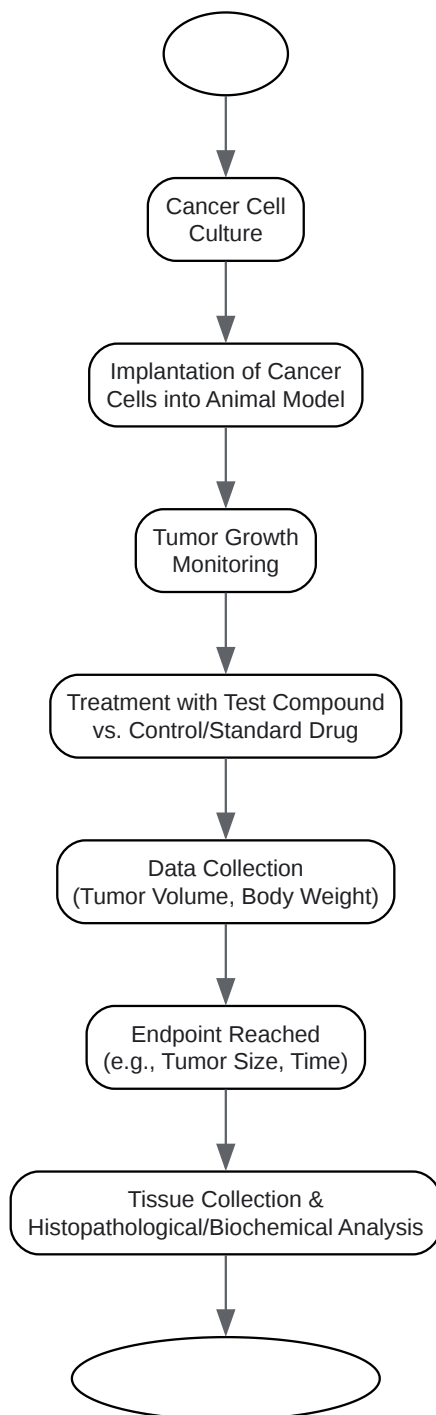 Cancer Cell
Culture
Implantation of Cancer
Cells into Animal Model
Tumor Growth
Monitoring
Treatment with Test Compound
vs. Control/Standard Drug
Data Collection
(Tumor Volume, Body Weight)
Endpoint Reached
(e.g., Tumor Size, Time)
Tissue Collection &
Histopathological/Biochemical Analysis